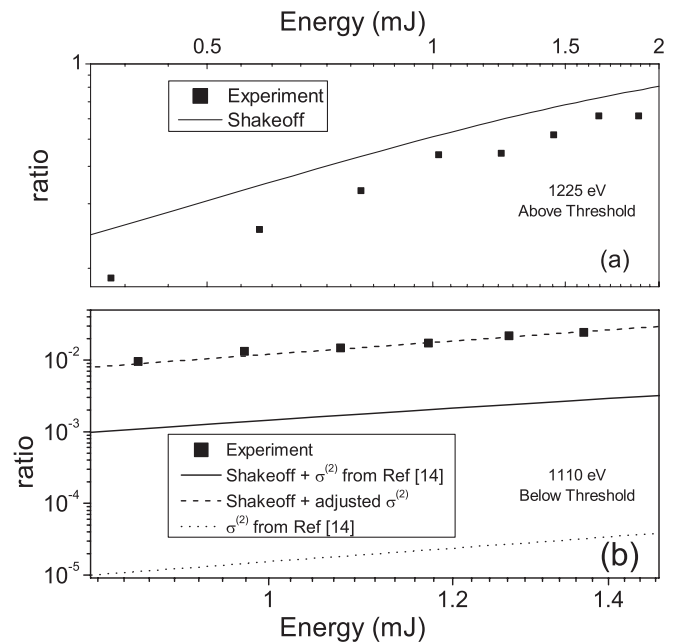 Energy (mJ)
0.5 1 1.5 2
1
Experiment
Shakeoff
ratio
1225 eV
Above Threshold
(a)
10⁻²
10⁻³
10⁻⁴
10⁻⁵
ratio
Experiment
Shakeoff + σ⁽²⁾ from Ref [14]
Shakeoff + adjusted σ⁽²⁾
σ⁽²⁾ from Ref [14]
1110 eV
Below Threshold
(b)
1 1.2 1.4
Energy (mJ)